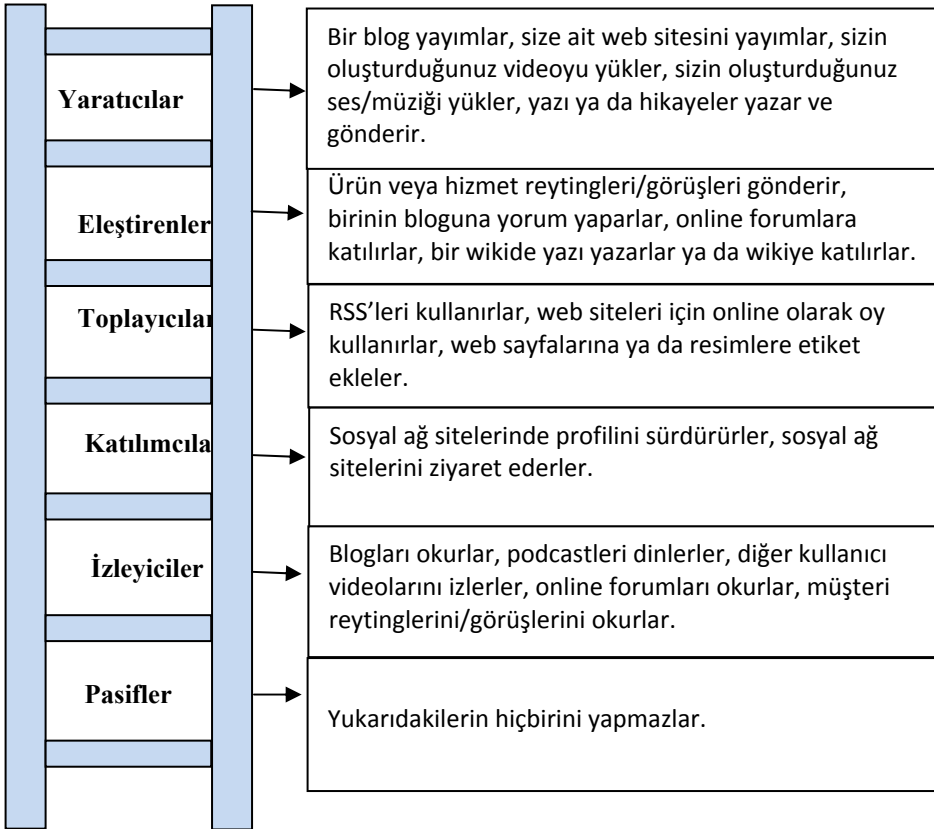 Yaratıcılar
Bir blog yayımlar, size ait web sitesini yayımlar, sizin
oluşturduğunuz videoyu yükler, sizin oluşturduğunuz
ses/müziği yükler, yazı ya da hikayeler yazar ve
gönderir.
Eleştirenler
Ürün veya hizmet reytingleri/görüşleri gönderir,
birinin bloguna yorum yaparlar, online forumlara
katılırlar, bir wikide yazı yazarlar ya da wikiye katılırlar.
Toplayıcılar
RSS’leri kullanırlar, web siteleri için online olarak oy
kullanırlar, web sayfalarına ya da resimlere etiket
ekleler.
Katılımcıla
Sosyal ağ sitelerinde profilini sürdürürler, sosyal ağ
sitelerini ziyaret ederler.
İzleyiciler
Blogları okurlar, podcastleri dinlerler, diğer kullanıcı
videolarını izlerler, online forumları okurlar, müşteri
reytinglerini/görüşlerini okurlar.
Pasifler
Yukarıdakilerin hiçbirini yapmazlar.